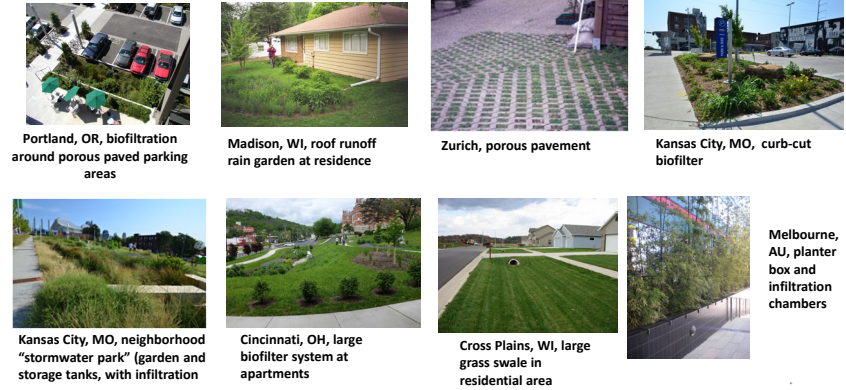 Portland, OR, biofiltration
around porous paved parking
areas
Madison, WI, roof runoff
rain garden at residence
Zurich, porous pavement
Kansas City, MO,  curb-cut
biofilter
Kansas City, MO, neighborhood
“stormwater park” (garden and
storage tanks, with infiltration
Cincinnati, OH, large
biofilter system at
apartments
Cross Plains, WI, large
grass swale in
residential area
Melbourne,
AU, planter
box and
infiltration
chambers